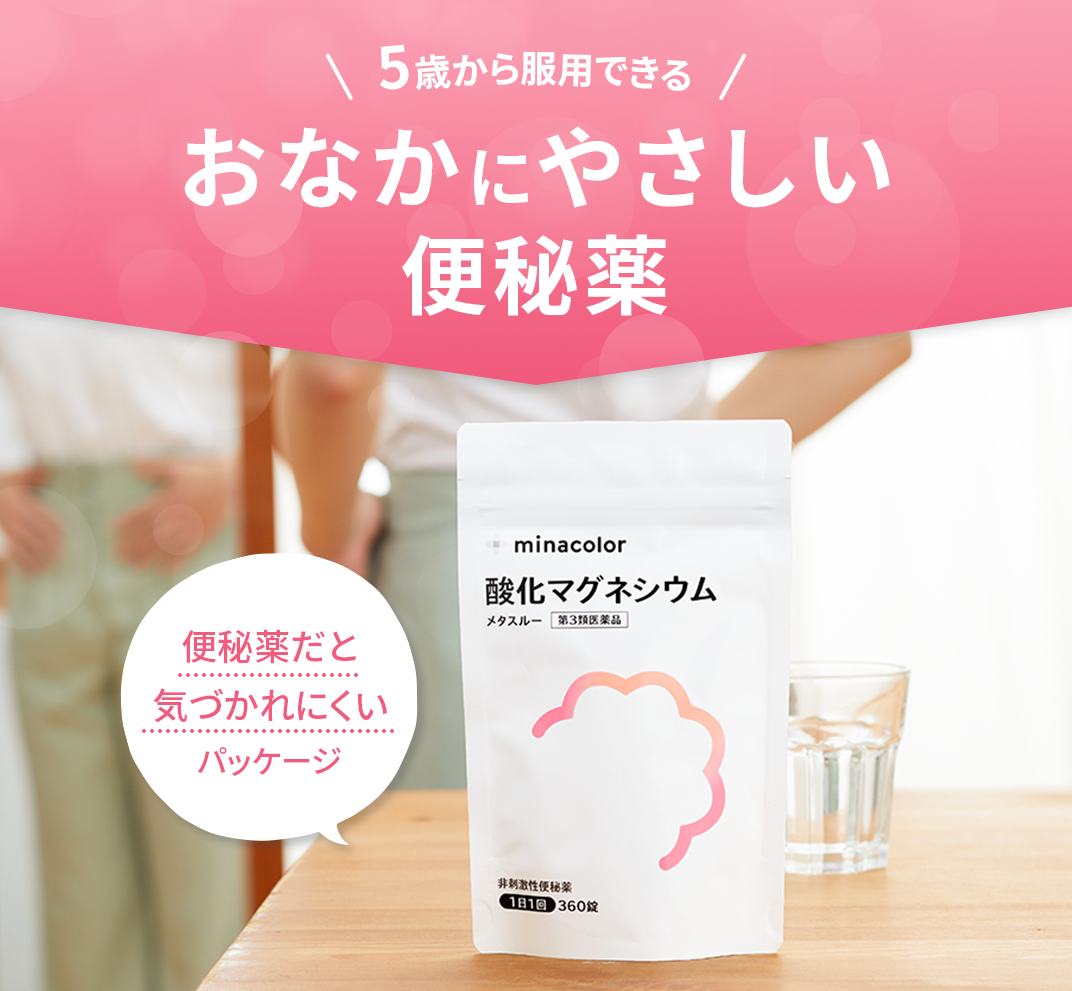 5歳から服用できる
おなかにやさしい
便秘薬
minacolor
酸化マグネシウム
メタスルー 第3類医薬品
便秘薬だと
気づかれにくい
パッケージ
非刺激性便秘薬
1日1回 360錠